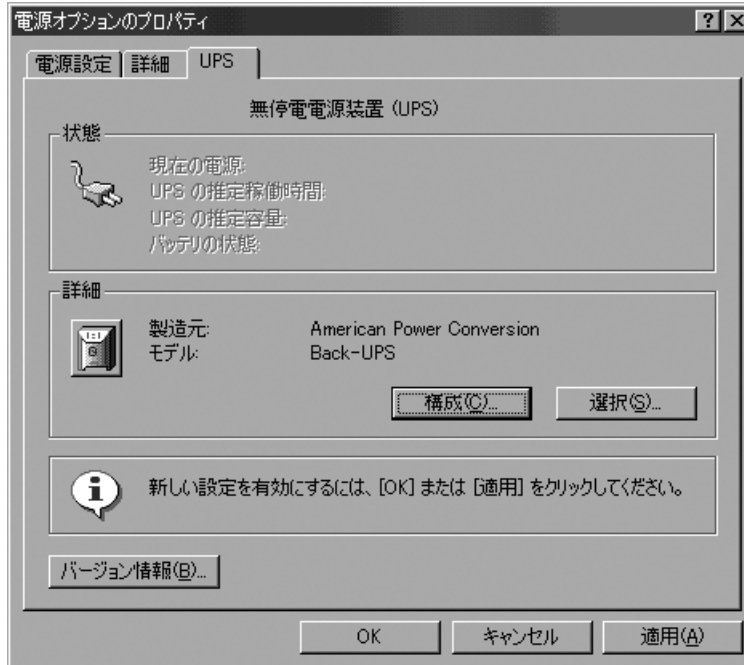 電源オプションのプロパティ
電源設定 詳細 UPS
無停電電源装置 (UPS)
状態
現在の電源:
UPS の推定稼働時間:
UPS の推定容量:
バッテリの状態:
詳細
製造元: American Power Conversion
モデル: Back-UPS
構成(C)... 選択(S)...
新しい設定を有効にするには、[OK] または [適用] をクリックしてください。
バージョン情報(B)...
OK キャンセル 適用(A)